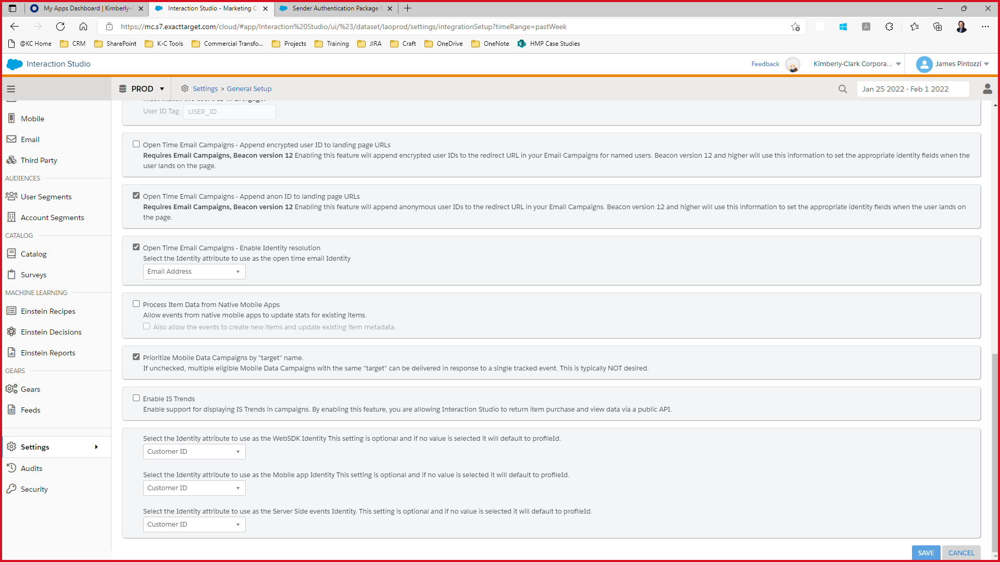 My Apps Dashboard | Kimberly-C
Interaction Studio - Marketing Cl
Sender Authentication Package f
https://mc.s7.exacttarget.com/cloud/#app/Interaction%20Studio/ui/%23/dataset/laoprod/settings/integrationSetup?timeRange=pastWeek
@KC Home
CRM
SharePoint
K-C Tools
Commercial Transfo...
Projects
Training
JIRA
Craft
OneDrive
OneNote
HMP Case Studies
Interaction Studio
Feedback
Kimberly-Clark Corpora...
James Pintozzi
PROD
Settings > General Setup
Jan 25 2022 - Feb 1 2022
Mobile
Email
Third Party
AUDIENCES
User Segments
Account Segments
CATALOG
Catalog
Surveys
MACHINE LEARNING
Einstein Recipes
Einstein Decisions
Einstein Reports
GEARS
Gears
Feeds
Settings
Audits
Security
User ID Tag: USER_ID
Open Time Email Campaigns - Append encrypted user ID to landing page URLs
Requires Email Campaigns, Beacon version 12 Enabling this feature will append encrypted user IDs to the redirect URL in your Email Campaigns for named users. Beacon version 12 and higher will use this information to set the appropriate identity fields when the
user lands on the page.
Open Time Email Campaigns - Append anon ID to landing page URLs
Requires Email Campaigns, Beacon version 12 Enabling this feature will append anonymous user IDs to the redirect URL in your Email Campaigns. Beacon version 12 and higher will use this information to set the appropriate identity fields when the user lands on
the page.
Open Time Email Campaigns - Enable Identity resolution
Select the Identity attribute to use as the open time email Identity
Email Address
Process Item Data from Native Mobile Apps
Allow events from native mobile apps to update stats for existing items.
Also allow the events to create new items and update existing item metadata.
Prioritize Mobile Data Campaigns by "target" name.
If unchecked, multiple eligible Mobile Data Campaigns with the same "target" can be delivered in response to a single tracked event. This is typically NOT desired.
Enable IS Trends
Enable support for displaying IS Trends in campaigns. By enabling this feature, you are allowing Interaction Studio to return item purchase and view data via a public API.
Select the Identity attribute to use as the WebSDK Identity This setting is optional and if no value is selected it will default to profileId.
Customer ID
Select the Identity attribute to use as the Mobile app Identity This setting is optional and if no value is selected it will default to profileId.
Customer ID
Select the Identity attribute to use as the Server Side events Identity. This setting is optional and if no value is selected it will default to profileId.
Customer ID
SAVE
CANCEL